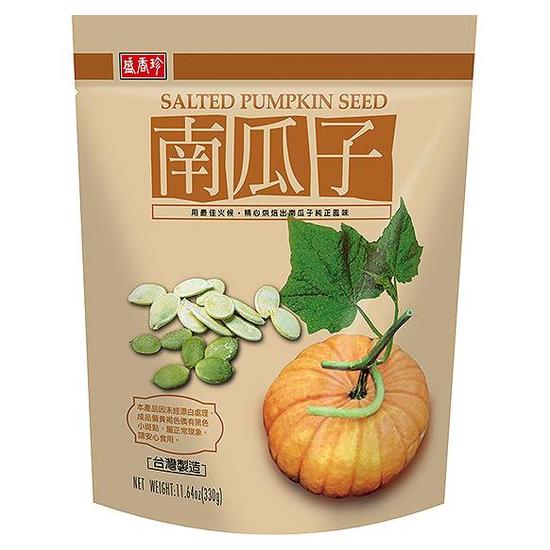 盛香珍
SALTED PUMPKIN SEED
南瓜子
用最佳火候，精心烘焙出南瓜子純正風味
本產品因未經漂白處理，
成品偏黃褐色偶有黑色
小斑點，屬正常現象，
請安心食用。
台灣製造
NET WEIGHT:11.64oz(330g)